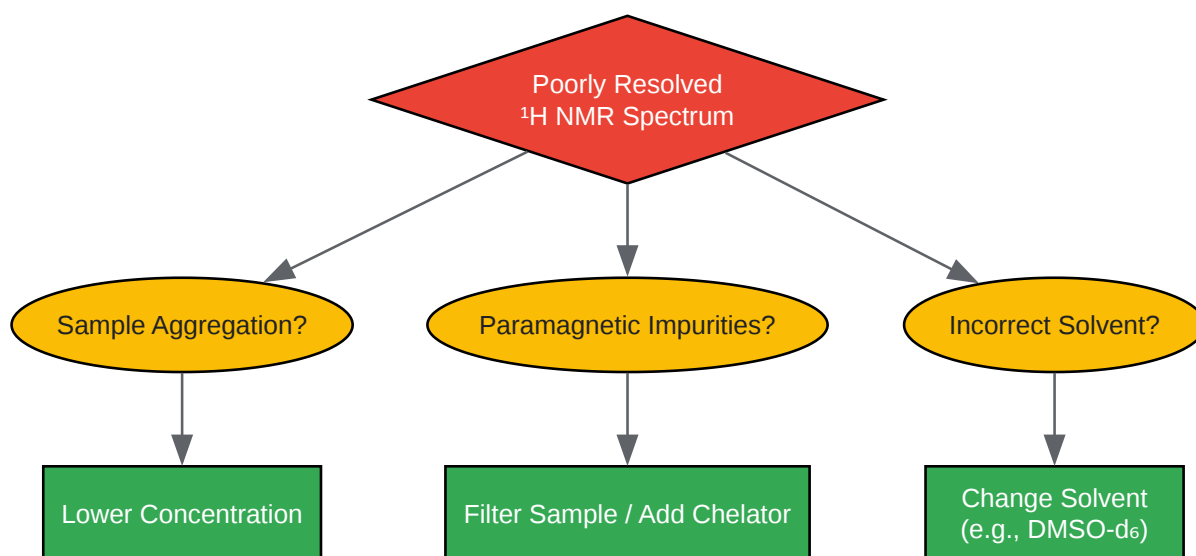 Poorly Resolved
¹H NMR Spectrum
Sample Aggregation?
Paramagnetic Impurities?
Incorrect Solvent?
Lower Concentration
Filter Sample / Add Chelator
Change Solvent
(e.g., DMSO-d₆)